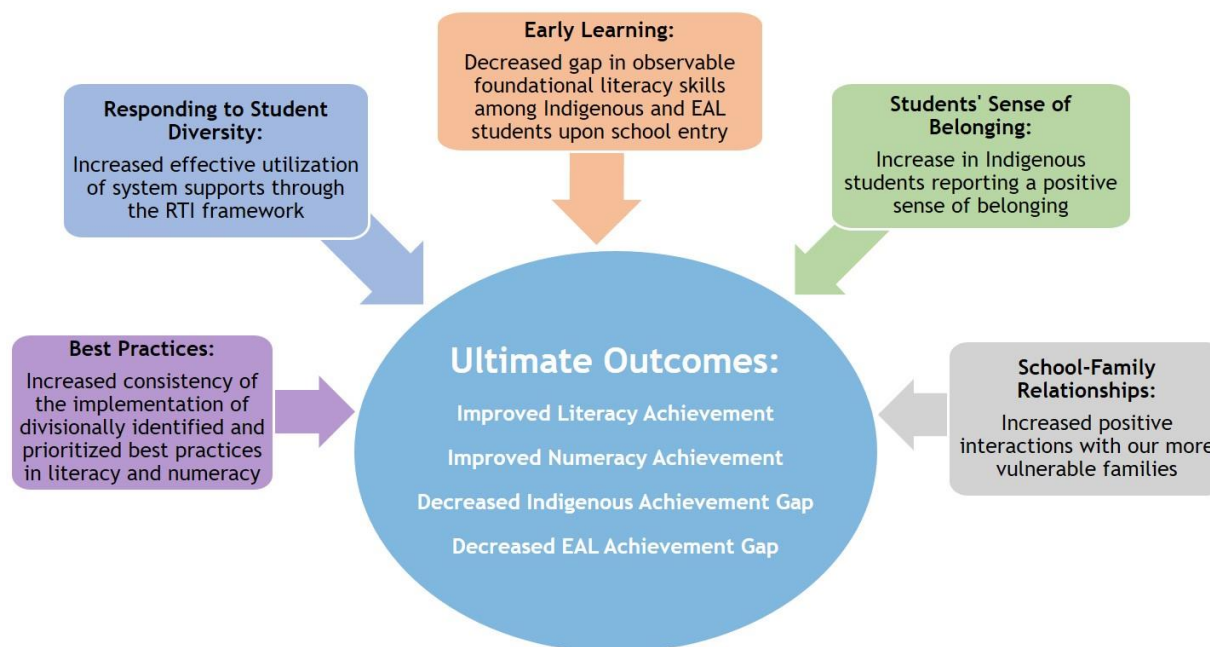 Early Learning:
Decreased gap in observable
foundational literacy skills
among Indigenous and EAL
students upon school entry
Responding to Student
Diversity:
Increased effective utilization
of system supports through
the RTI framework
Students' Sense of
Belonging:
Increase in Indigenous
students reporting a positive
sense of belonging
Best Practices:
Increased consistency of
the implementation of
divisionally identified and
prioritized best practices
in literacy and numeracy
Ultimate Outcomes:
Improved Literacy Achievement
Improved Numeracy Achievement
Decreased Indigenous Achievement Gap
Decreased EAL Achievement Gap
School-Family
Relationships:
Increased positive
interactions with our more
vulnerable families